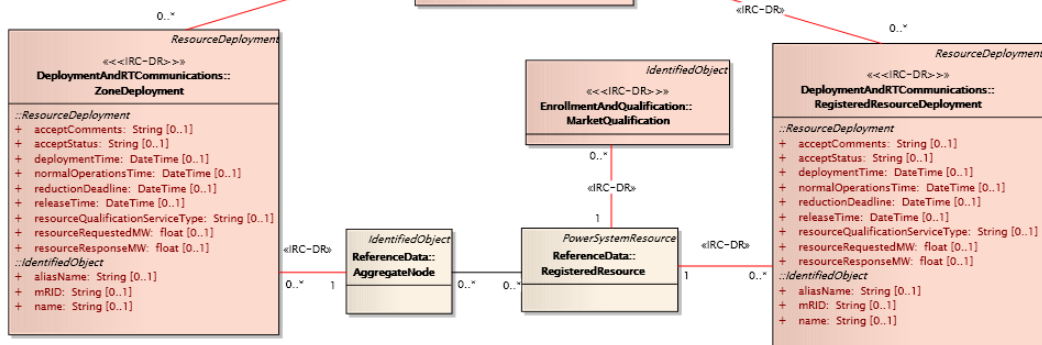 0..*
«IRC-DR»
0..*
ResourceDeployment
«<<IRC-DR>>»
DeploymentAndRTCommunications::
ZoneDeployment
::ResourceDeployment
+ acceptComments: String [0..1]
+ acceptStatus: String [0..1]
+ deploymentTime: DateTime [0..1]
+ normalOperationsTime: DateTime [0..1]
+ reductionDeadline: DateTime [0..1]
+ releaseTime: DateTime [0..1]
+ resourceQualificationServiceType: String [0..1]
+ resourceRequestedMW: float [0..1]
+ resourceResponseMW: float [0..1]
::IdentifiedObject
+ aliasName: String [0..1]
+ mRID: String [0..1]
+ name: String [0..1]
«IRC-DR»
0..*
1
IdentifiedObject
ReferenceData::
AggregateNode
0..*
0..*
IdentifiedObject
«<<IRC-DR>>»
EnrollmentAndQualification::
MarketQualification
0..*
«IRC-DR»
1
PowerSystemResource
ReferenceData::
RegisteredResource
«IRC-DR»
1
0..*
ResourceDeployment
«<<IRC-DR>>»
DeploymentAndRTCommunications::
RegisteredResourceDeployment
::ResourceDeployment
+ acceptComments: String [0..1]
+ acceptStatus: String [0..1]
+ deploymentTime: DateTime [0..1]
+ normalOperationsTime: DateTime [0..1]
+ reductionDeadline: DateTime [0..1]
+ releaseTime: DateTime [0..1]
+ resourceQualificationServiceType: String [0..1]
+ resourceRequestedMW: float [0..1]
+ resourceResponseMW: float [0..1]
::IdentifiedObject
+ aliasName: String [0..1]
+ mRID: String [0..1]
+ name: String [0..1]